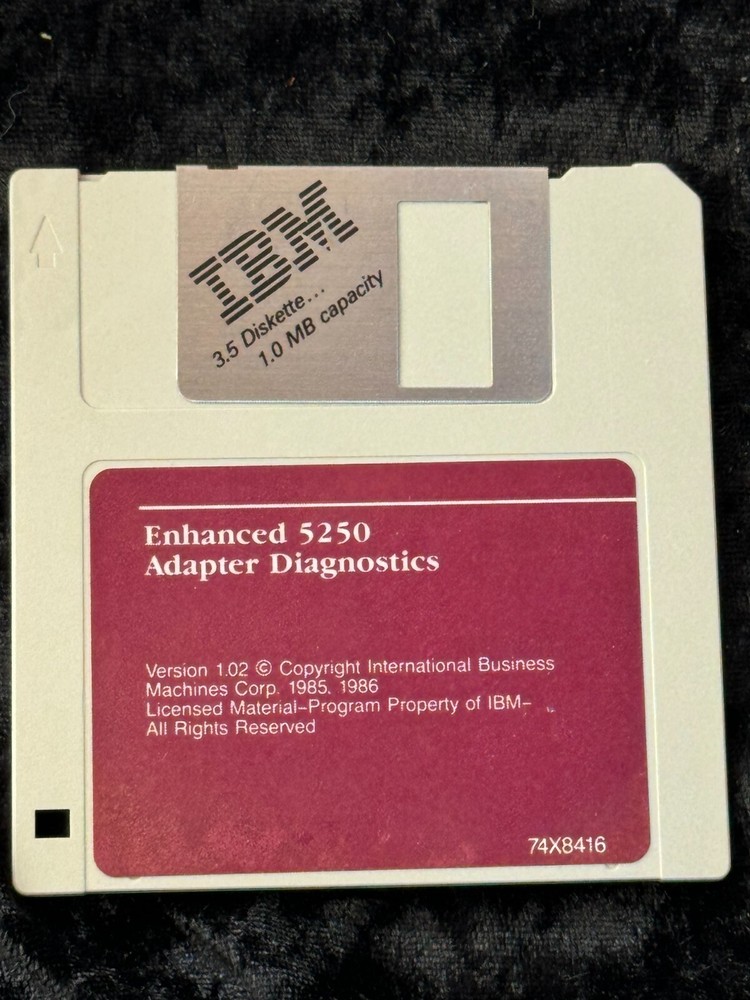 IBM
3.5 Diskette...
1.0 MB capacity
Enhanced 5250
Adapter Diagnostics
Version 1.02 © Copyright International Business
Machines Corp. 1985, 1986
Licensed Material-Program Property of IBM-
All Rights Reserved
74X8416